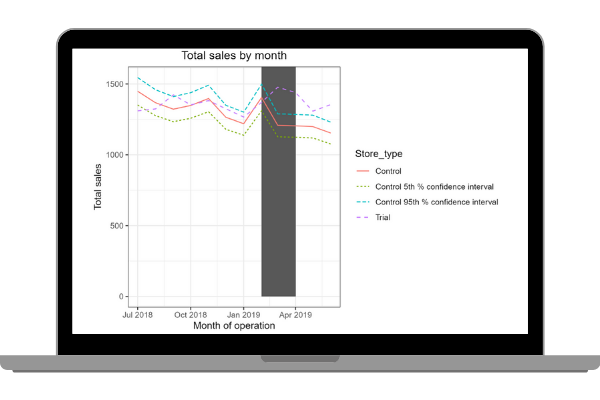 Total sales by month
Total sales
1500
1000
500
0
Jul 2018 Oct 2018 Jan 2019 Apr 2019
Month of operation
Store_type
Control
Control 5th % confidence interval
Control 95th % confidence interval
Trial